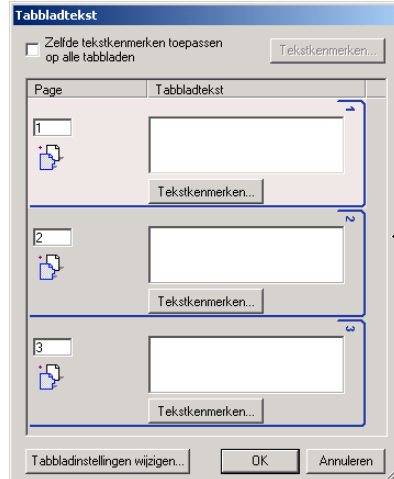 Tabbladtekst
Zelfde tekstkenmerken toepassen
op alle tabbladen
Tekstkenmerken...
Page Tabbladtekst
1
1
Tekstkenmerken...
2
2
Tekstkenmerken...
3
3
Tekstkenmerken...
Tabbladinstellingen wijzigen... OK Annuleren